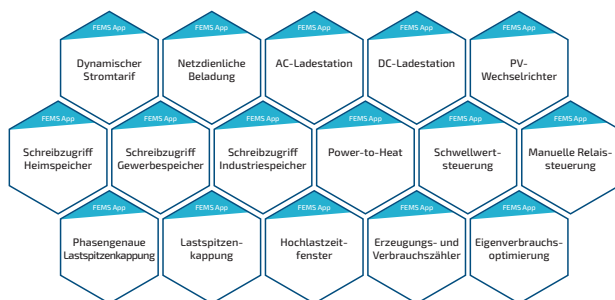 FEMS App
Dynamischer
Stromtarif
FEMS App
Netzdienliche
Beladung
FEMS App
AC-Ladestation
FEMS App
DC-Ladestation
FEMS App
PV-
Wechselrichter
FEMS App
Schreibzugriff
Heimspeicher
FEMS App
Schreibzugriff
Gewerbespeicher
FEMS App
Schreibzugriff
Industriespeicher
FEMS App
Power-to-Heat
FEMS App
Schwellwert-
steuerung
FEMS App
Manuelle Relais-
steuerung
FEMS App
Phasengenaue
Lastspitzenkappung
FEMS App
Lastspitzen-
kappung
FEMS App
Hochlastzeit-
fenster
FEMS App
Erzeugungs- und
Verbrauchszähler
FEMS App
Eigenverbrauchs-
optimierung